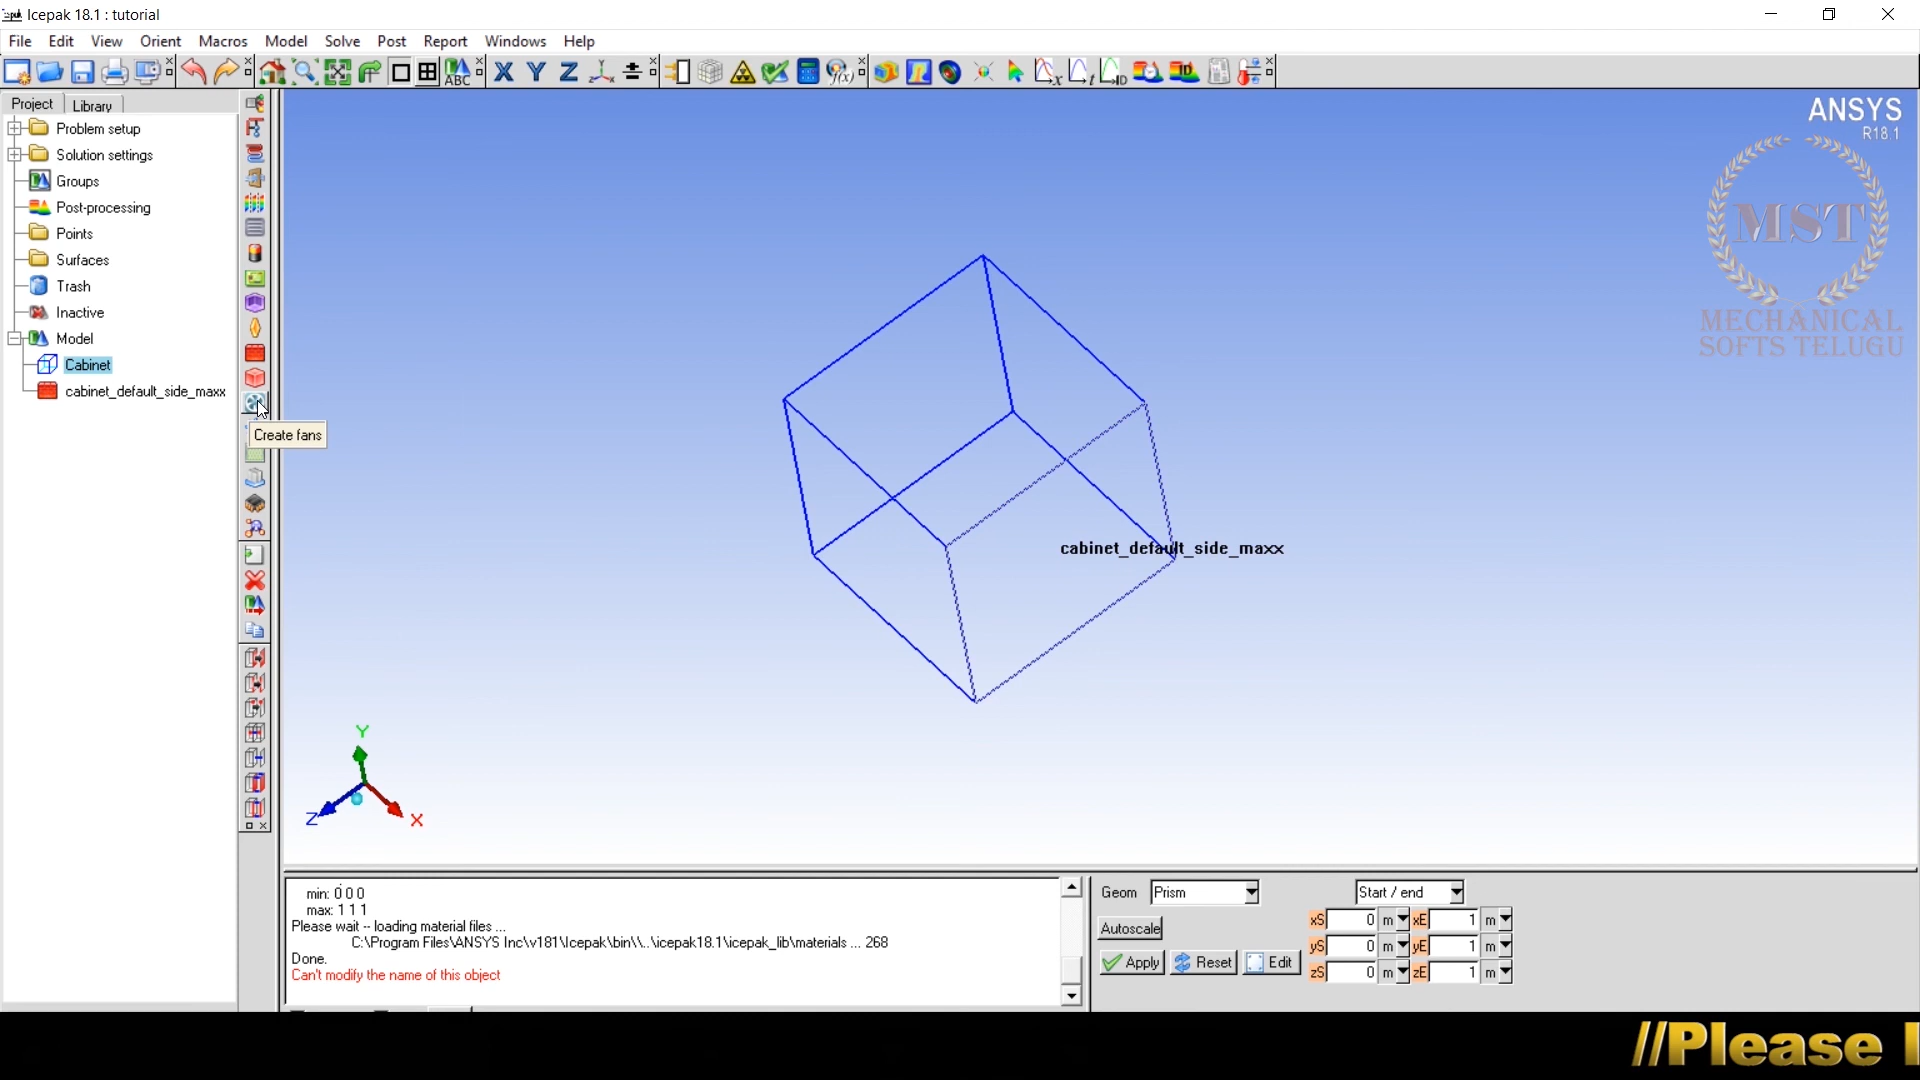 Icepak 18.1 : tutorial
File Edit View Orient Macros Model Solve Post Report Windows Help
ABC X Y Z f(x) x t 1D 1D
Project Library
Problem setup
Solution settings
Groups
Post-processing
Points
Surfaces
Trash
Inactive
Model
Cabinet
cabinet_default_side_maxx
Create fans
ANSYS
R18.1
MST
MECHANICAL
SOFTS TELUGU
cabinet_default_side_maxx
Y
Z
X
min: 0 0 0
max: 1 1 1
Please wait -- loading material files ...
C:\Program Files\ANSYS Inc\v181\Icepak\bin\\..\icepak18.1\icepak_lib\materials ... 268
Done.
Can't modify the name of this object
Geom Prism Start / end
Autoscale xS 0 m xE 1 m
yS 0 m yE 1 m
Apply Reset Edit zS 0 m zE 1 m
//Please